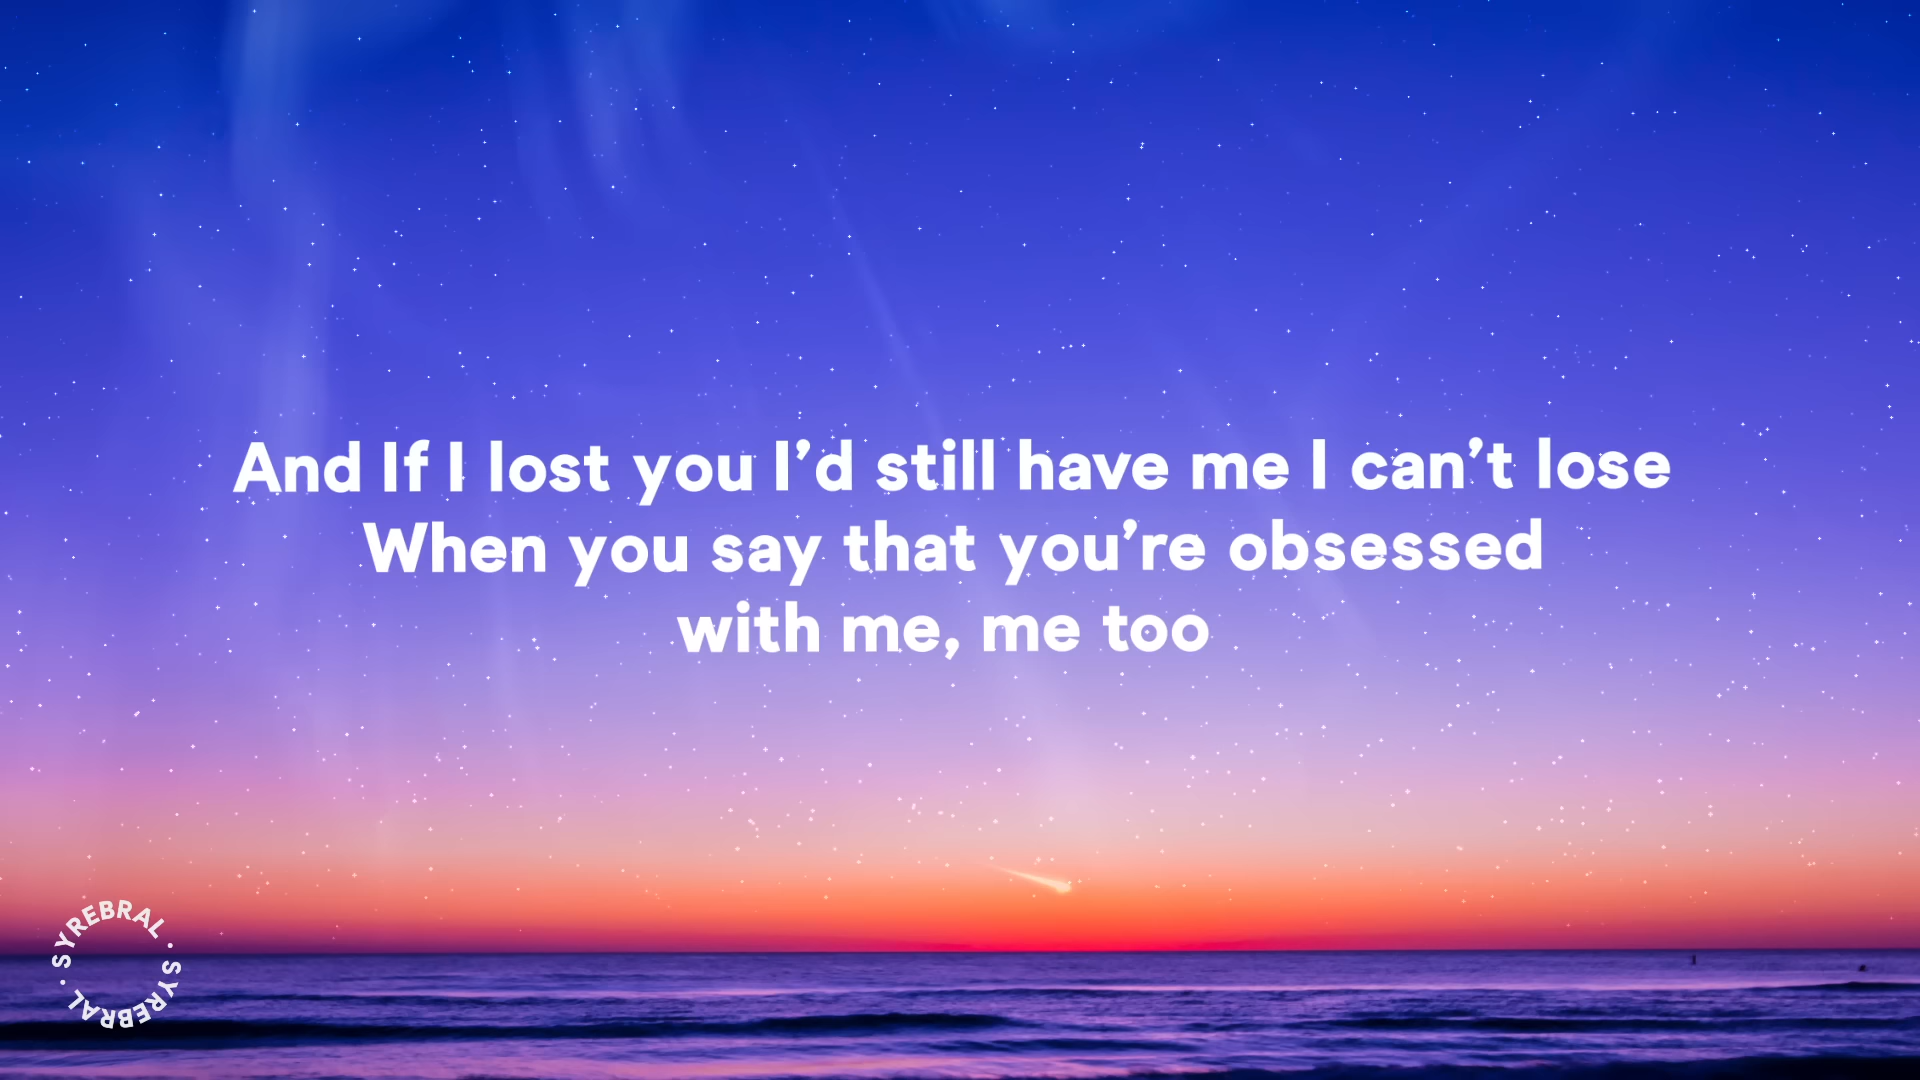 And If I lost you I’d still have me I can’t lose
When you say that you’re obsessed
with me, me too
SYREBRAL · SYREBRAL ·